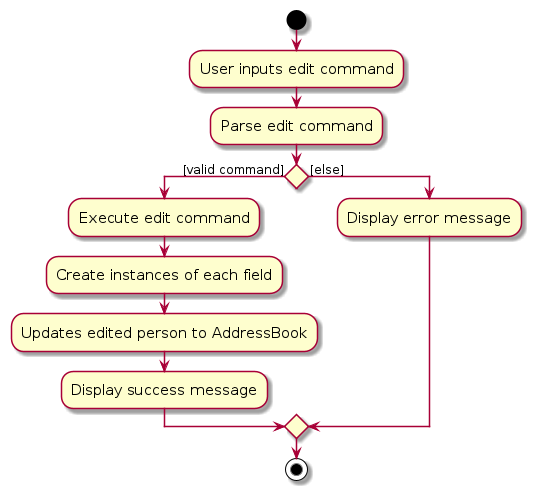 User inputs edit command
Parse edit command
[valid command]
[else]
Execute edit command
Display error message
Create instances of each field
Updates edited person to AddressBook
Display success message